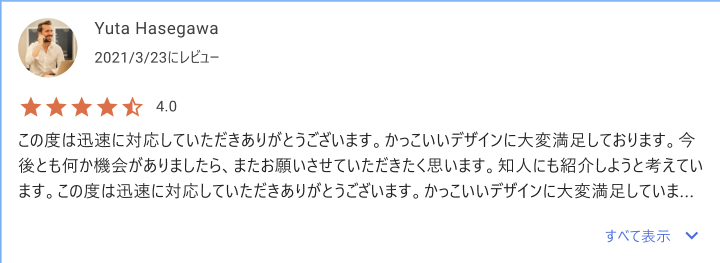 Yuta Hasegawa
2021/3/23にレビュー
4.0
この度は迅速に対応していただきありがとうございます。かっこいいデザインに大変満足しております。今
後とも何か機会がありましたら、またお願いさせていただきたく思います。知人にも紹介しようと考えてい
ます。この度は迅速に対応していただきありがとうございます。かっこいいデザインに大変満足していま...
すべて表示